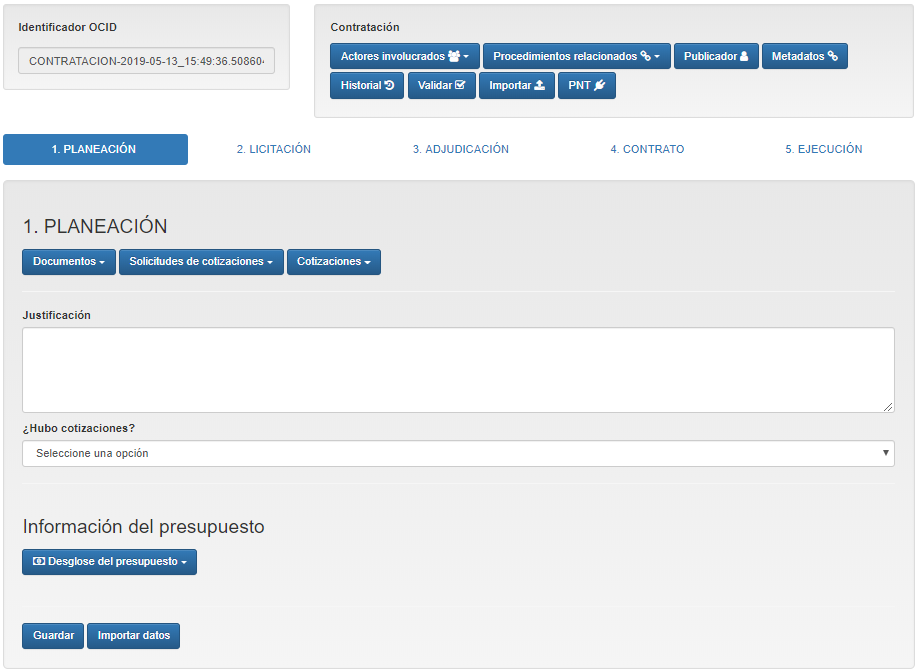 Identificador OCID
CONTRATACION-2019-05-13_15:49:36.50860
Contratación
Actores involucrados Procedimientos relacionados Publicador Metadatos
Historial Validar Importar PNT
1. PLANEACIÓN 2. LICITACIÓN 3. ADJUDICACIÓN 4. CONTRATO 5. EJECUCIÓN
1. PLANEACIÓN
Documentos Solicitudes de cotizaciones Cotizaciones
Justificación
¿Hubo cotizaciones?
Seleccione una opción
Información del presupuesto
Desglose del presupuesto
Guardar Importar datos